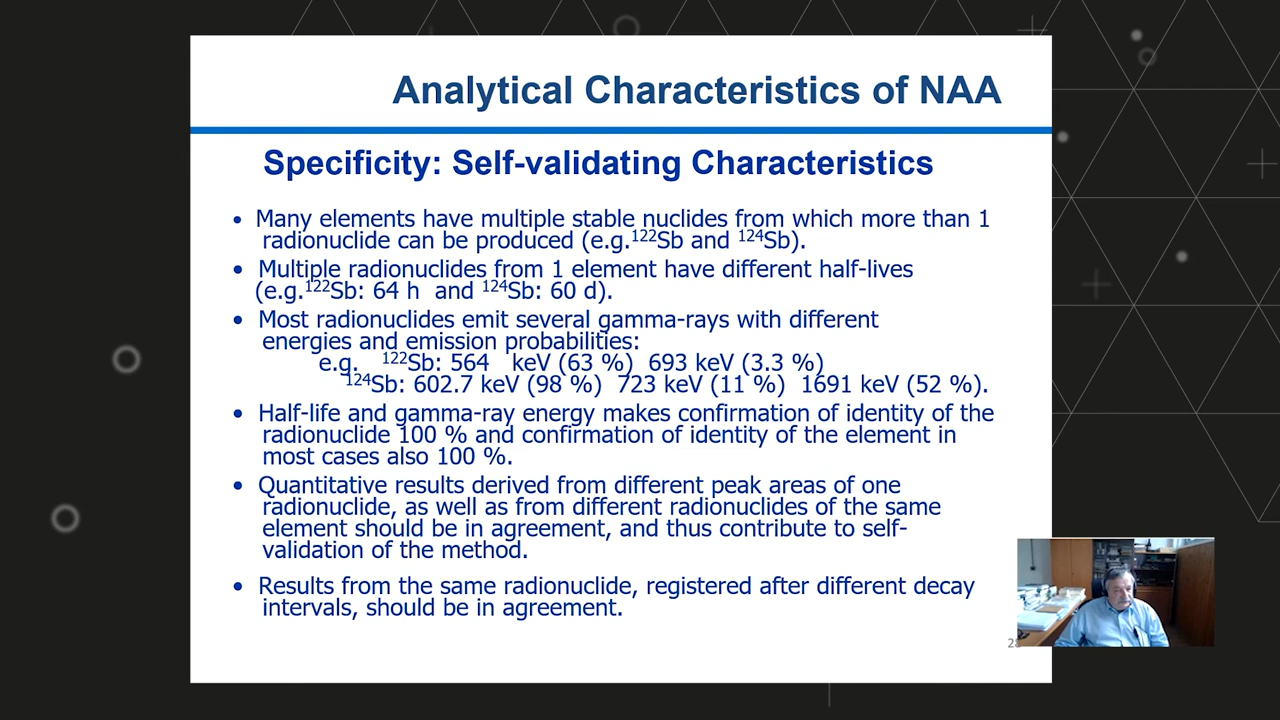 Analytical Characteristics of NAA
Specificity: Self-validating Characteristics
• Many elements have multiple stable nuclides from which more than 1
radionuclide can be produced (e.g.¹²²Sb and ¹²⁴Sb).
• Multiple radionuclides from 1 element have different half-lives
(e.g.¹²²Sb: 64 h and ¹²⁴Sb: 60 d).
• Most radionuclides emit several gamma-rays with different
energies and emission probabilities:
e.g. ¹²²Sb: 564 keV (63 %) 693 keV (3.3 %)
¹²⁴Sb: 602.7 keV (98 %) 723 keV (11 %) 1691 keV (52 %).
• Half-life and gamma-ray energy makes confirmation of identity of the
radionuclide 100 % and confirmation of identity of the element in
most cases also 100 %.
• Quantitative results derived from different peak areas of one
radionuclide, as well as from different radionuclides of the same
element should be in agreement, and thus contribute to self-
validation of the method.
• Results from the same radionuclide, registered after different decay
intervals, should be in agreement.